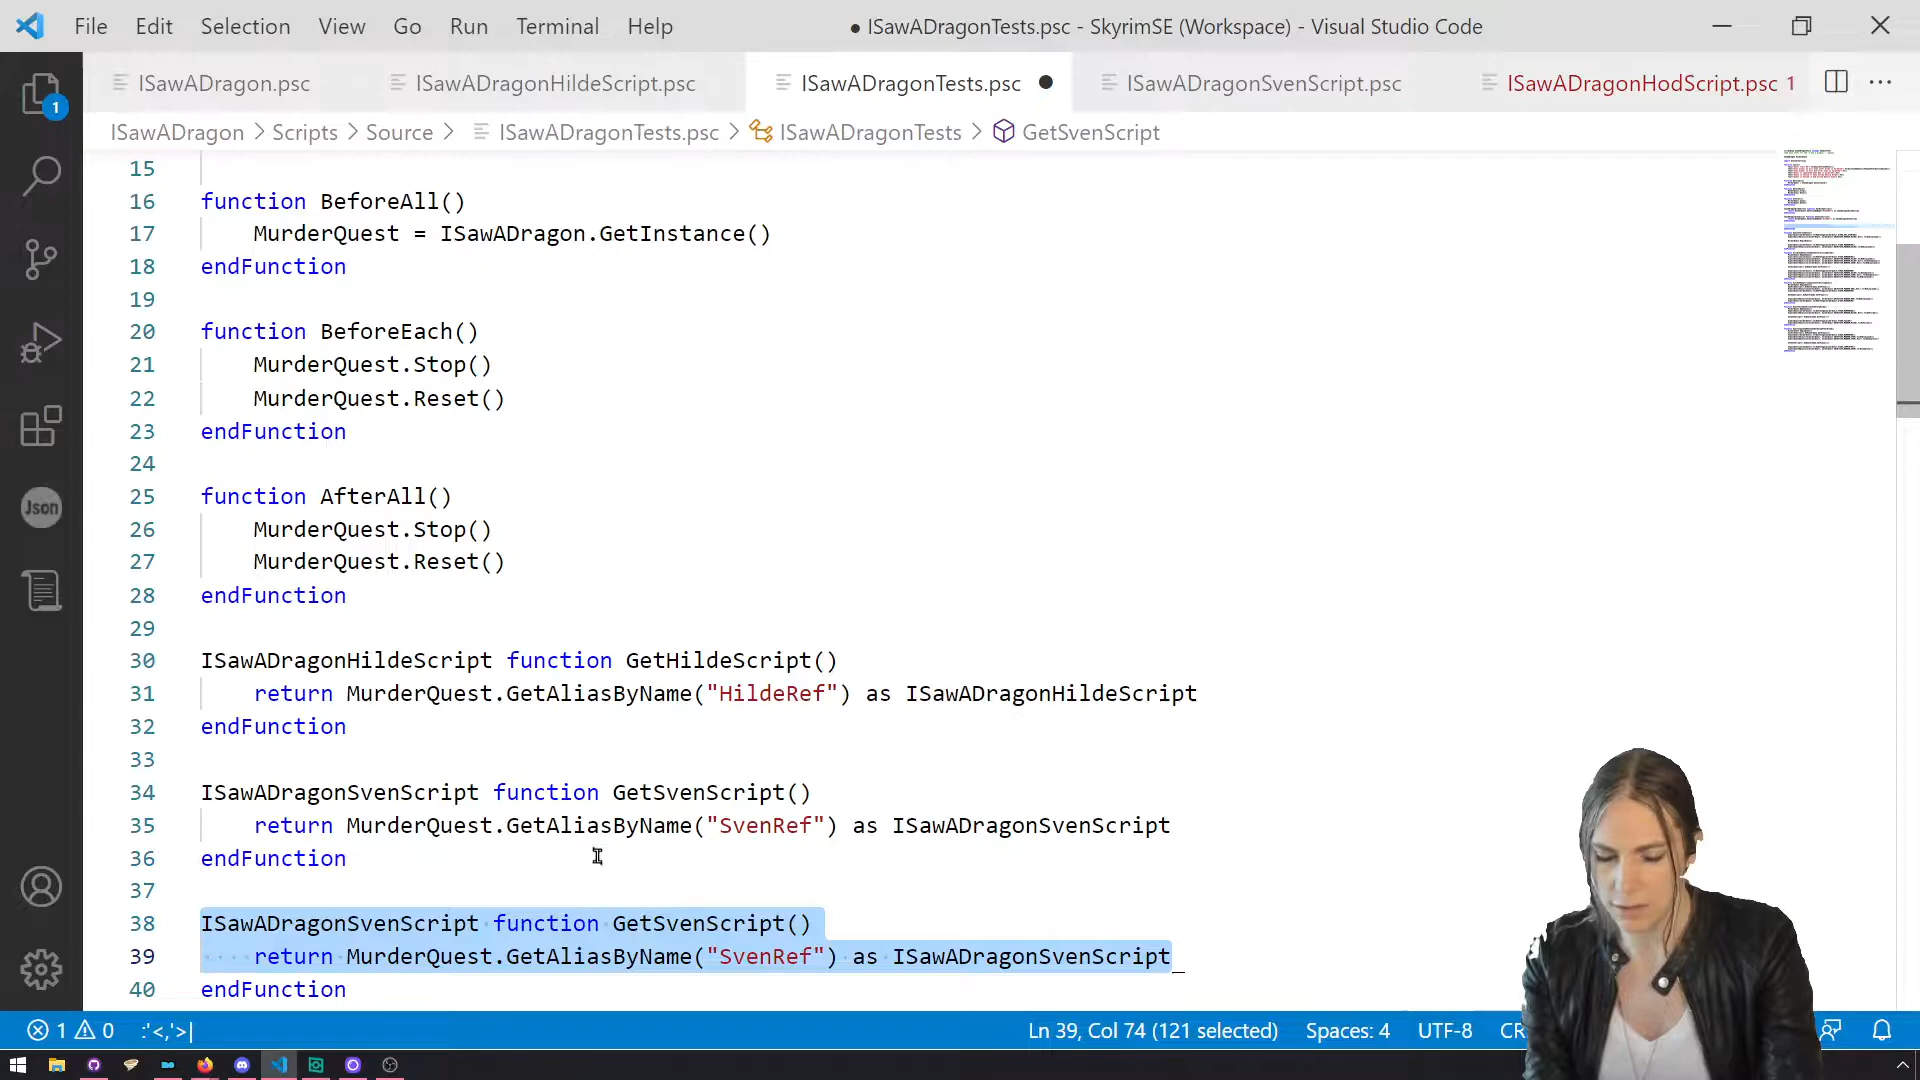 File Edit Selection View Go Run Terminal Help ● ISawADragonTests.psc - SkyrimSE (Workspace) - Visual Studio Code
ISawADragon.psc ISawADragonHildeScript.psc ISawADragonTests.psc ISawADragonSvenScript.psc ISawADragonHodScript.psc 1
1
ISawADragon > Scripts > Source > ISawADragonTests.psc > ISawADragonTests > GetSvenScript
15
16 function BeforeAll()
17 MurderQuest = ISawADragon.GetInstance()
18 endFunction
19
20 function BeforeEach()
21 MurderQuest.Stop()
22 MurderQuest.Reset()
23 endFunction
24
25 function AfterAll()
26 MurderQuest.Stop()
27 MurderQuest.Reset()
28 endFunction
29
30 ISawADragonHildeScript function GetHildeScript()
31 return MurderQuest.GetAliasByName("HildeRef") as ISawADragonHildeScript
32 endFunction
33
34 ISawADragonSvenScript function GetSvenScript()
35 return MurderQuest.GetAliasByName("SvenRef") as ISawADragonSvenScript
36 endFunction
37
38 ISawADragonSvenScript function GetSvenScript()
39 return MurderQuest.GetAliasByName("SvenRef") as ISawADragonSvenScript
40 endFunction
Json
1 0 :'<,'>| Ln 39, Col 74 (121 selected) Spaces: 4 UTF-8 CR